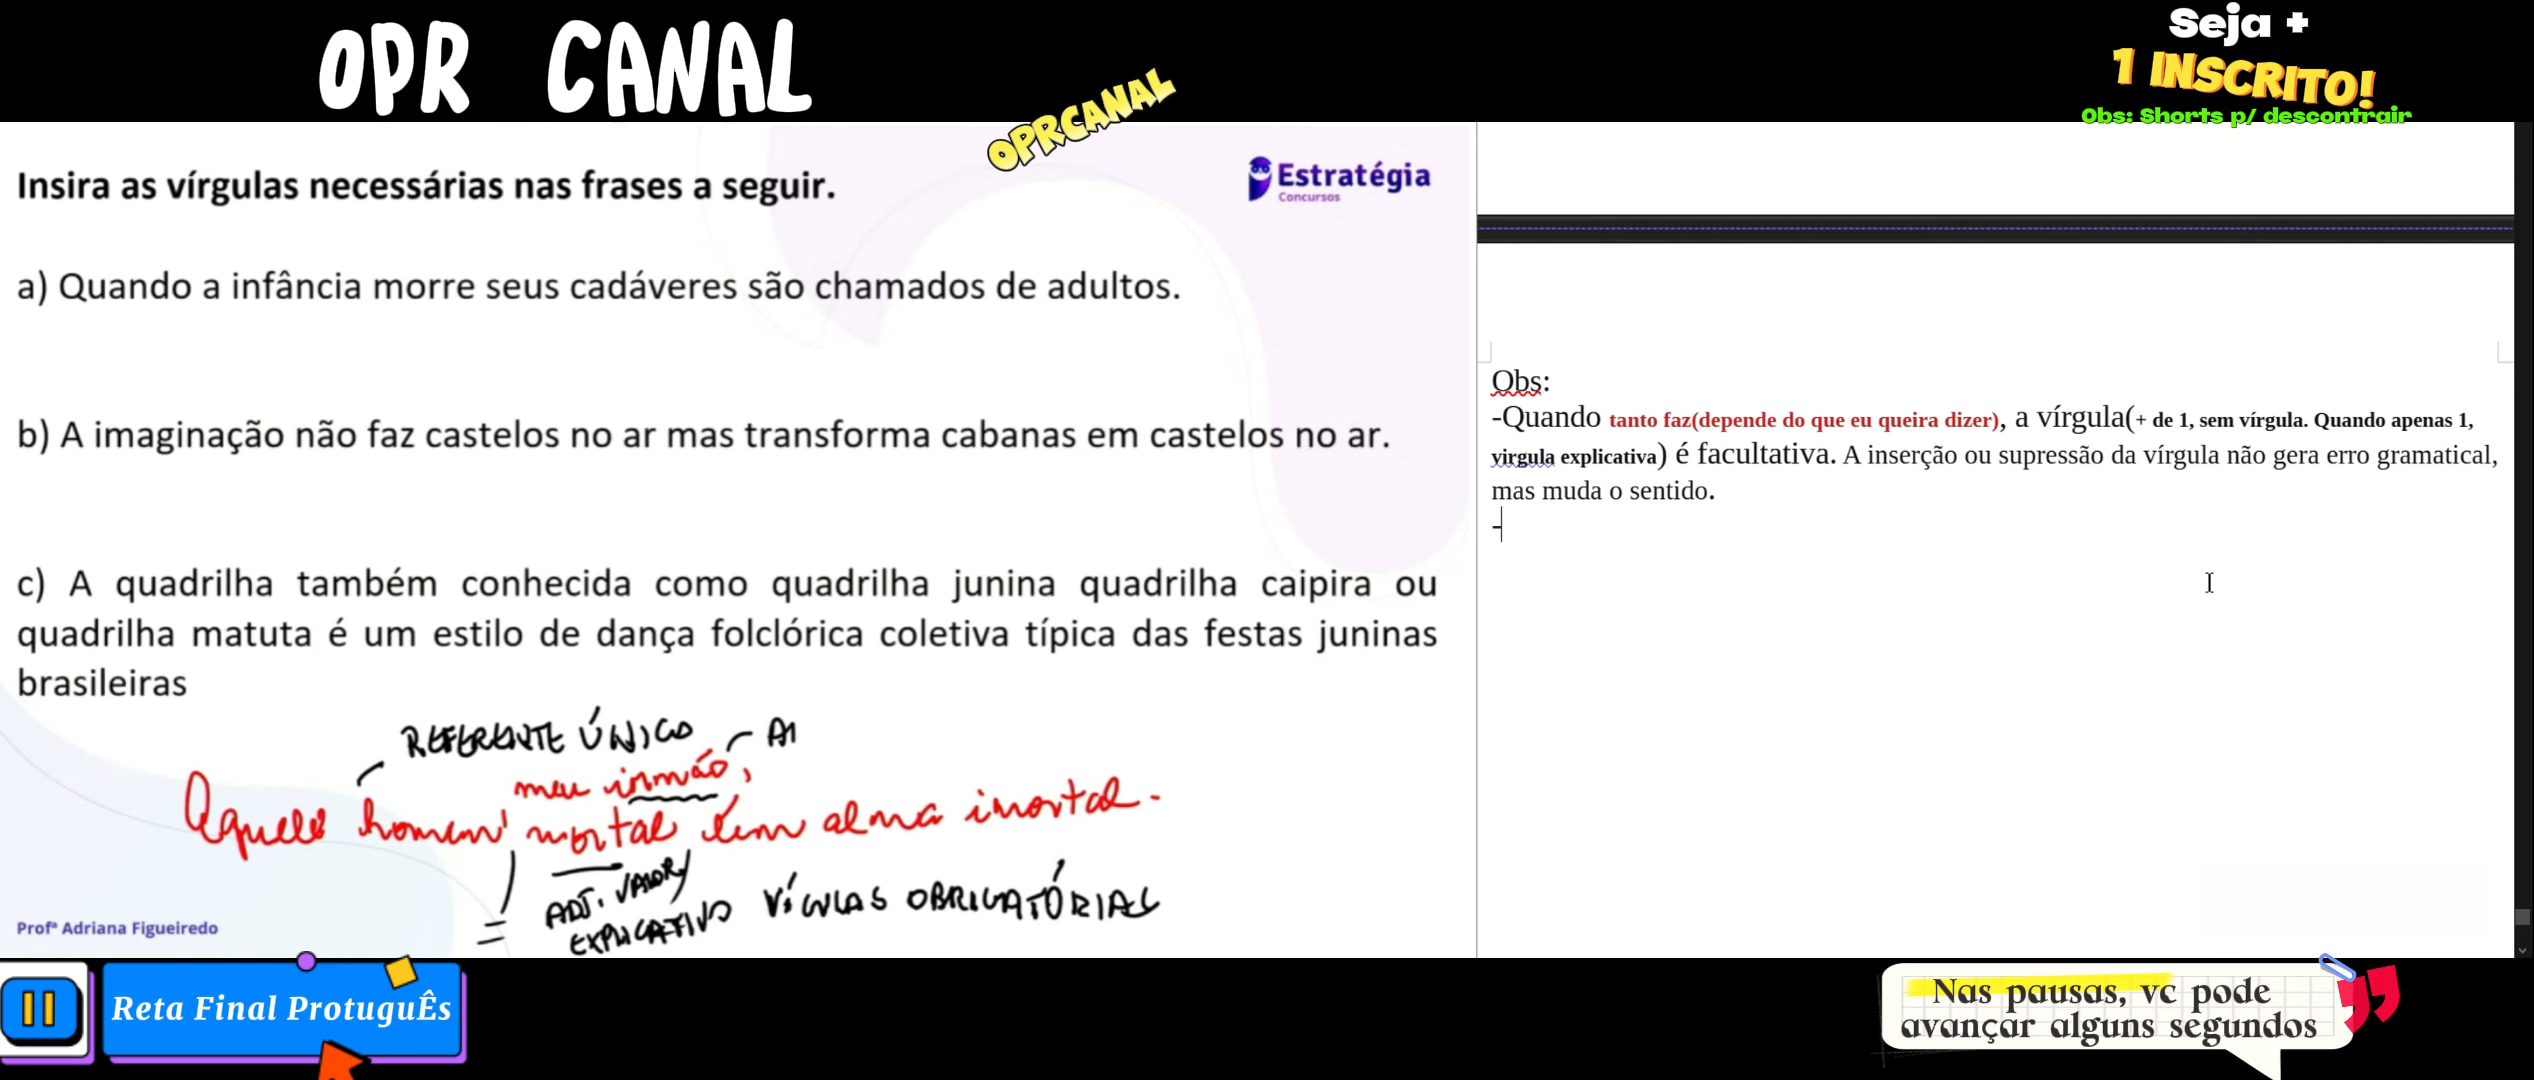 OPR CANAL
OPRCANAL
Seja +
1 INSCRITO!
Obs: Shorts p/ descontrair
Insira as vírgulas necessárias nas frases a seguir.
Estratégia
Concursos
a) Quando a infância morre seus cadáveres são chamados de adultos.
b) A imaginação não faz castelos no ar mas transforma cabanas em castelos no ar.
c) A quadrilha também conhecida como quadrilha junina quadrilha caipira ou
quadrilha matuta é um estilo de dança folclórica coletiva típica das festas juninas
brasileiras
REFERENTE ÚNICO
meu irmão,
Aquele homem, mortal, tem alma imortal.
ADJ. VALOR
EXPLICATIVO
VÍGULAS OBRIGATÓRIAS
Profª Adriana Figueiredo
Obs:
-Quando tanto faz(depende do que eu queira dizer), a vírgula(+ de 1, sem vírgula. Quando apenas 1,
virgula explicativa) é facultativa. A inserção ou supressão da vírgula não gera erro gramatical,
mas muda o sentido.
-
Reta Final ProtuguÊs
Nas pausas, vc pode
avançar alguns segundos